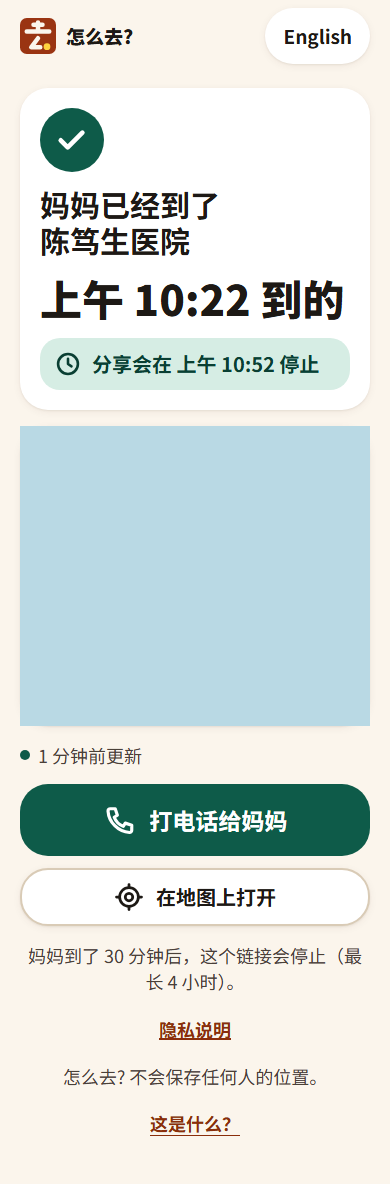 去
怎么去?
English
妈妈已经到了
陈笃生医院
上午 10:22 到的
分享会在 上午 10:52 停止
1 分钟前更新
打电话给妈妈
在地图上打开
妈妈到了 30 分钟后，这个链接会停止（最
长 4 小时）。
隐私说明
怎么去? 不会保存任何人的位置。
这是什么？